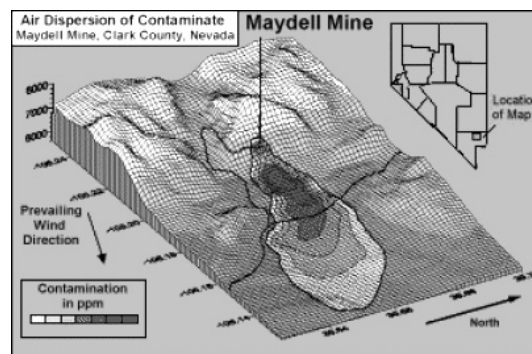 Air Dispersion of Contaminate
Maydell Mine, Clark County, Nevada
Maydell Mine
8000
7000
6000
Location
of Map
Prevailing
Wind
Direction
Contamination
in ppm
North